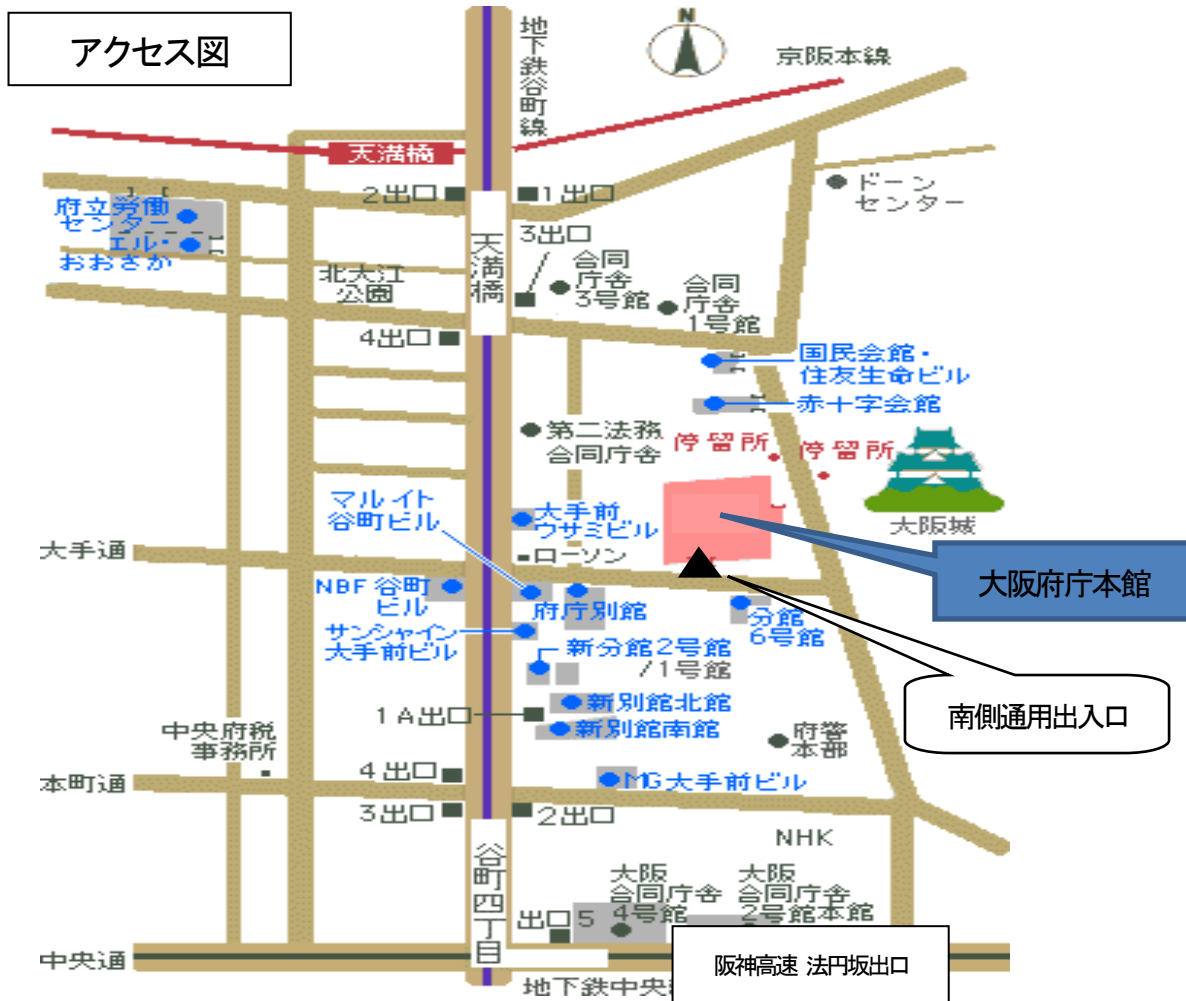 アクセス図
地下鉄谷町線
N
京阪本線
天満橋
2出口
1出口
ドーン
センター
府立労働
センター
エル・
おおさか
3出口
天満橋
北大江
公園
合同
庁舎
3号館
合同
庁舎
1号館
4出口
国民会館・
住友生命ビル
赤十字会館
第二法務
合同庁舎
停留所
停留所
マルイト
谷町ビル
大手前
ウサミビル
大阪城
大手通
ローソン
大阪府庁本館
NBF 谷町
ビル
府庁別館
分館
6号館
サンシャイン
大手前ビル
新分館2号館
/1号館
新別館北館
南側通用出入口
1A出口
新別館南館
中央府税
事務所
府警
本部
4出口
本町通
MG大手前ビル
3出口
2出口
NHK
谷町四丁目
大阪
合同庁舎
4号館
大阪
合同庁舎
2号館本館
出口5
中央通
阪神高速 法円坂出口
地下鉄中央